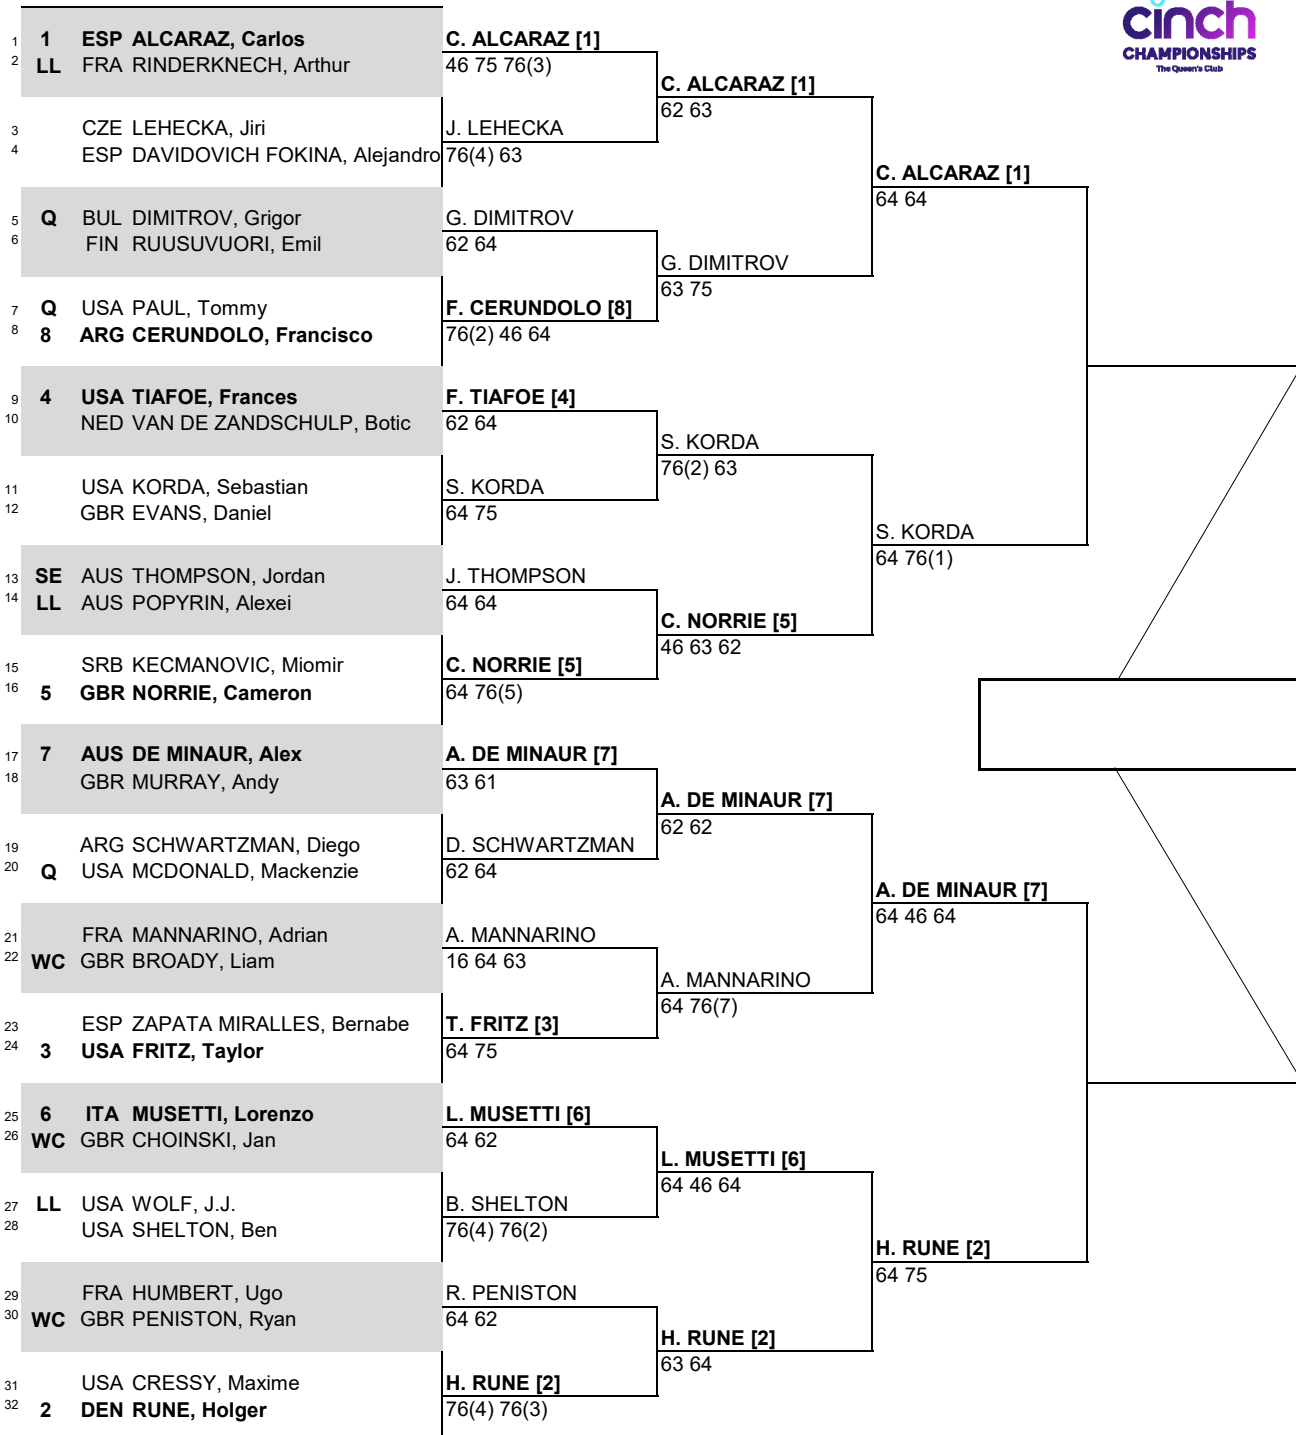 cinch
CHAMPIONSHIPS
The Queen's Club
1 1 ESP ALCARAZ, Carlos
2 LL FRA RINDERKNECH, Arthur
3 CZE LEHECKA, Jiri
4 ESP DAVIDOVICH FOKINA, Alejandro
5 Q BUL DIMITROV, Grigor
6 FIN RUUSUVUORI, Emil
7 Q USA PAUL, Tommy
8 8 ARG CERUNDOLO, Francisco
9 4 USA TIAFOE, Frances
10 NED VAN DE ZANDSCHULP, Botic
11 USA KORDA, Sebastian
12 GBR EVANS, Daniel
13 SE AUS THOMPSON, Jordan
14 LL AUS POPYRIN, Alexei
15 SRB KECMANOVIC, Miomir
16 5 GBR NORRIE, Cameron
17 7 AUS DE MINAUR, Alex
18 GBR MURRAY, Andy
19 ARG SCHWARTZMAN, Diego
20 Q USA MCDONALD, Mackenzie
21 FRA MANNARINO, Adrian
22 WC GBR BROADY, Liam
23 ESP ZAPATA MIRALLES, Bernabe
24 3 USA FRITZ, Taylor
25 6 ITA MUSETTI, Lorenzo
26 WC GBR CHOINSKI, Jan
27 LL USA WOLF, J.J.
28 USA SHELTON, Ben
29 FRA HUMBERT, Ugo
30 WC GBR PENISTON, Ryan
31 USA CRESSY, Maxime
32 2 DEN RUNE, Holger
C. ALCARAZ [1]
46 75 76(3)
J. LEHECKA
76(4) 63
G. DIMITROV
62 64
F. CERUNDOLO [8]
76(2) 46 64
F. TIAFOE [4]
62 64
S. KORDA
64 75
J. THOMPSON
64 64
C. NORRIE [5]
64 76(5)
A. DE MINAUR [7]
63 61
D. SCHWARTZMAN
62 64
A. MANNARINO
16 64 63
T. FRITZ [3]
64 75
L. MUSETTI [6]
64 62
B. SHELTON
76(4) 76(2)
R. PENISTON
64 62
H. RUNE [2]
76(4) 76(3)
C. ALCARAZ [1]
62 63
G. DIMITROV
63 75
S. KORDA
76(2) 63
C. NORRIE [5]
46 63 62
A. DE MINAUR [7]
62 62
A. MANNARINO
64 76(7)
L. MUSETTI [6]
64 46 64
H. RUNE [2]
63 64
C. ALCARAZ [1]
64 64
S. KORDA
64 76(1)
A. DE MINAUR [7]
64 46 64
H. RUNE [2]
64 75